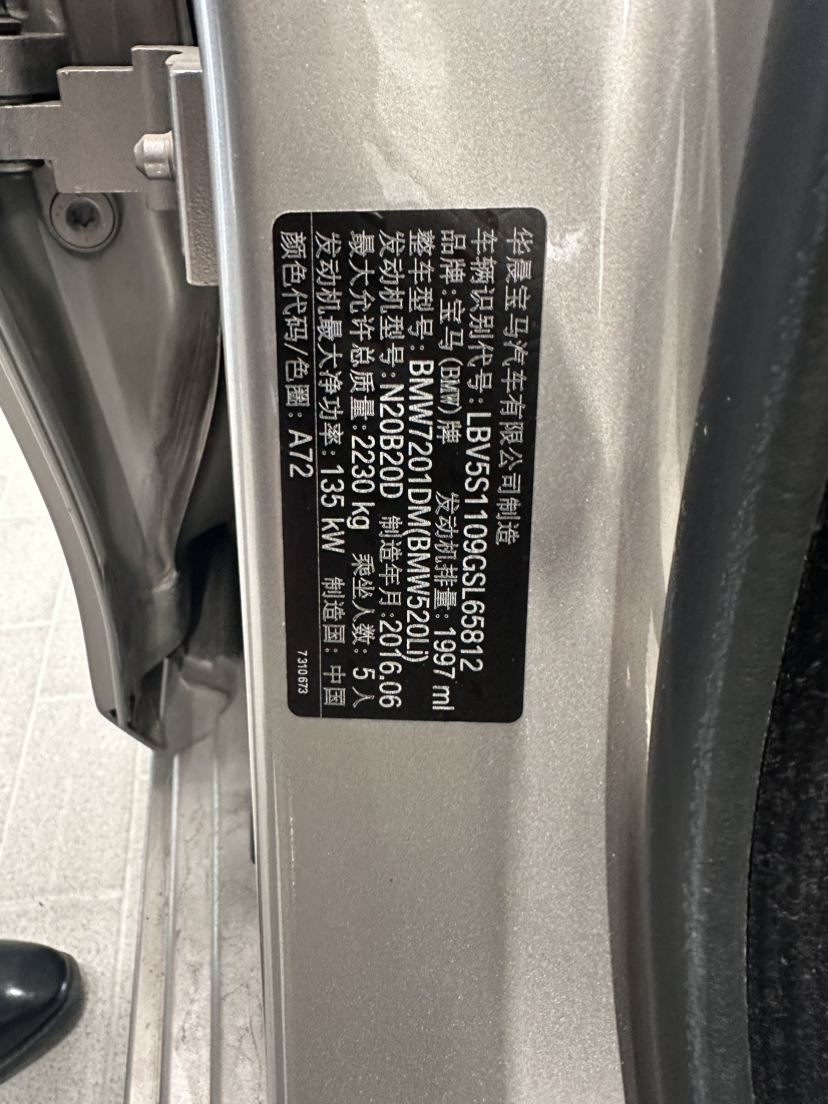 华晨宝马汽车有限公司制造
车辆识别代号:LBV5S1109GSL65812
品牌:宝马(BMW)牌 发动机排量:1997 ml
整车型号:BMW7201DM(BMW520Li)
发动机型号:N20B20D 制造年月:2016.06
最大允许总质量:2230 kg 乘坐人数:5人
发动机最大净功率:135 kW 制造国:中国
颜色代码/色圈:A72
7310673